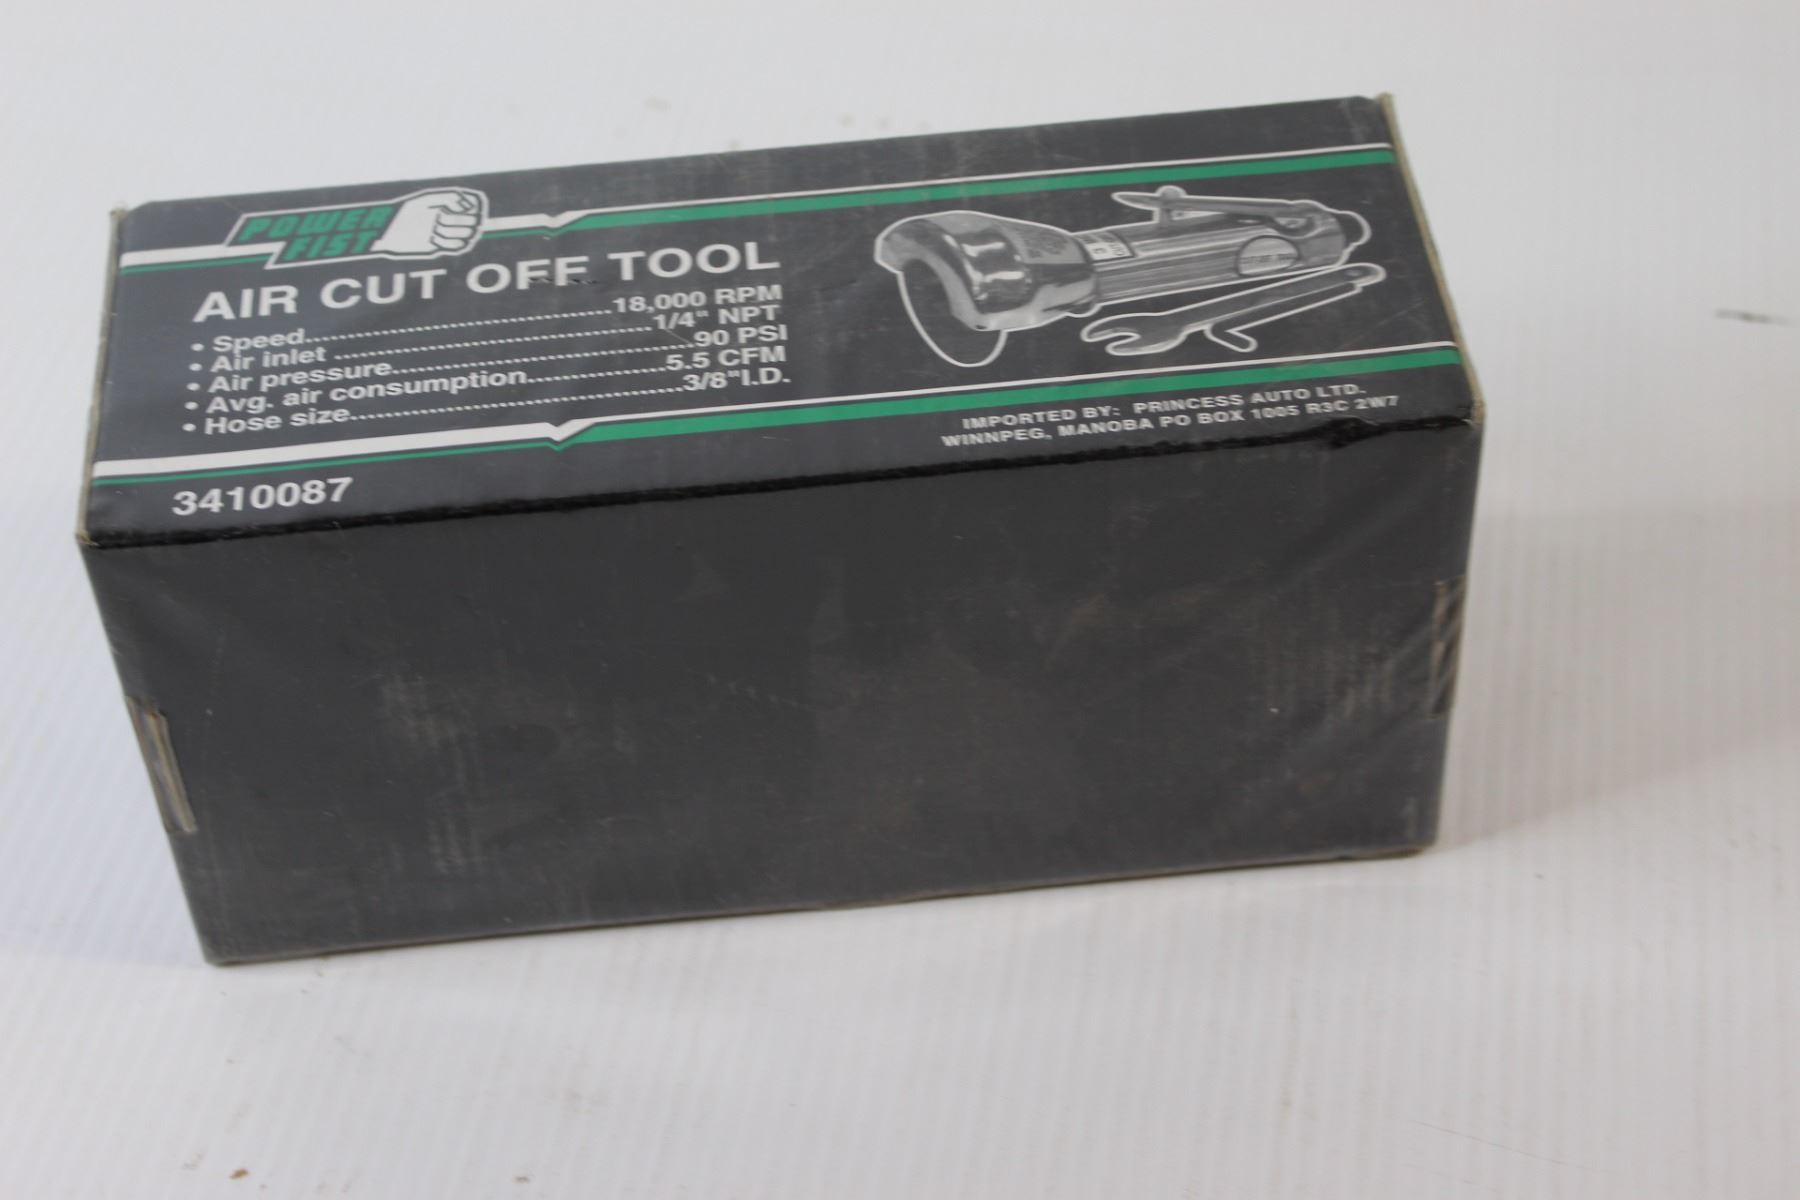 POWER
FIST
AIR CUT OFF TOOL
• Speed..................................18,000 RPM
• Air inlet ...................................1/4" NPT
• Air pressure.................................90 PSI
• Avg. air consumption...............5.5 CFM
• Hose size....................................3/8"I.D.
3410087
IMPORTED BY: PRINCESS AUTO LTD.
WINNPEG, MANOBA PO BOX 1005 R3C 2W7